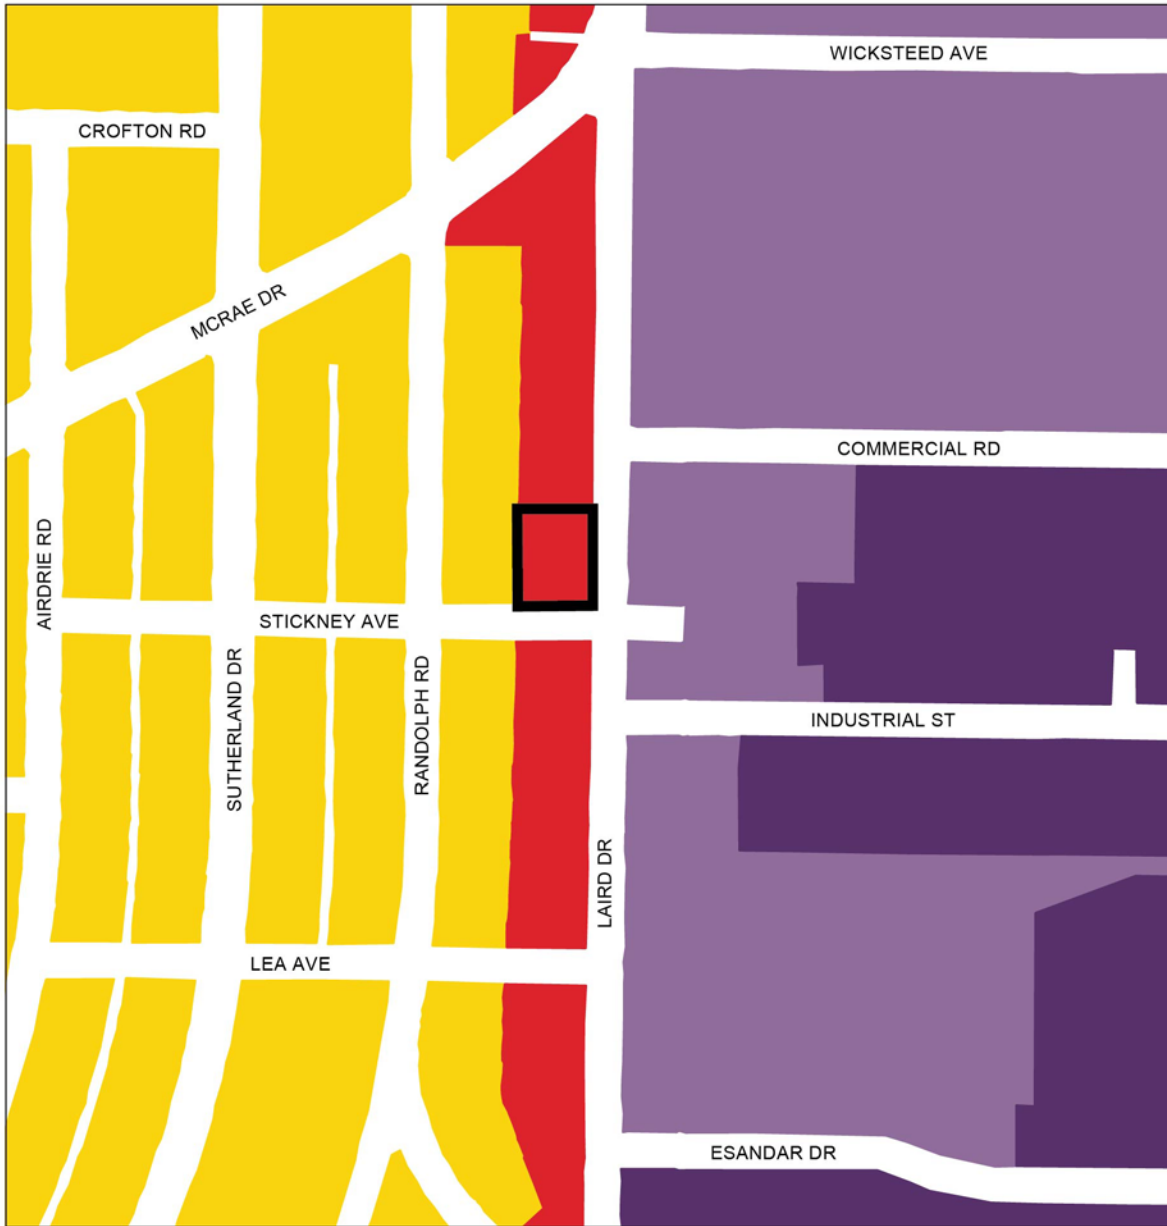 WICKSTEED AVE
CROFTON RD
MCRAE DR
COMMERCIAL RD
AIRDRIE RD
STICKNEY AVE
SUTHERLAND DR
RANDOLPH RD
INDUSTRIAL ST
LAIRD DR
LEA AVE
ESANDAR DR